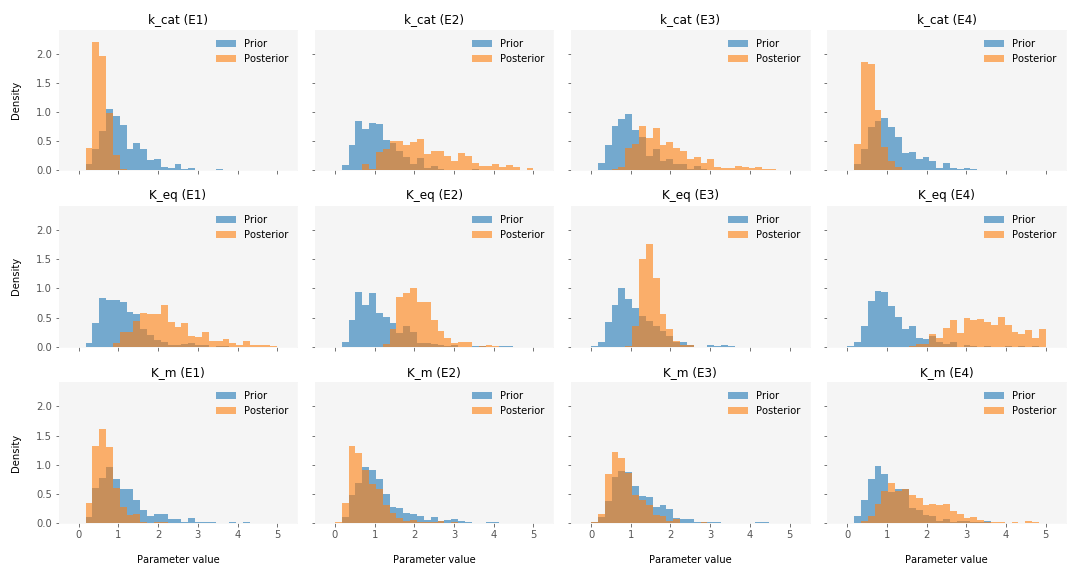 k_cat (E1)
k_cat (E2)
k_cat (E3)
k_cat (E4)
Density
2.0
1.5
1.0
0.5
0.0
Prior
Posterior
Prior
Posterior
Prior
Posterior
Prior
Posterior
K_eq (E1)
K_eq (E2)
K_eq (E3)
K_eq (E4)
Density
2.0
1.5
1.0
0.5
0.0
Prior
Posterior
Prior
Posterior
Prior
Posterior
Prior
Posterior
K_m (E1)
K_m (E2)
K_m (E3)
K_m (E4)
Density
2.0
1.5
1.0
0.5
0.0
Prior
Posterior
Prior
Posterior
Prior
Posterior
Prior
Posterior
0 1 2 3 4 5
0 1 2 3 4 5
0 1 2 3 4 5
0 1 2 3 4 5
Parameter value
Parameter value
Parameter value
Parameter value